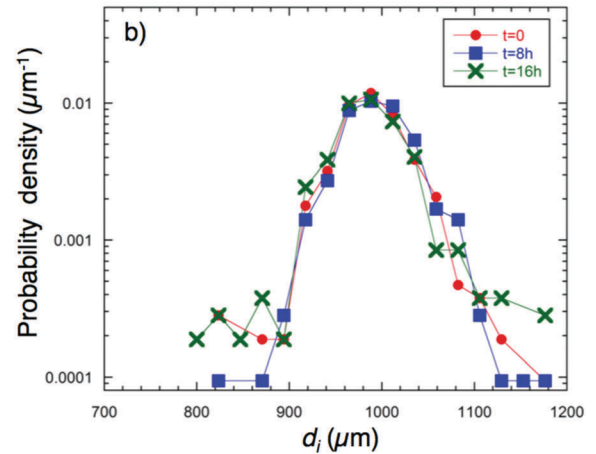 b)
t=0
t=8h
t=16h
Probability density (µm⁻¹)
0.01
0.001
0.0001
700 800 900 1000 1100 1200
dᵢ (µm)